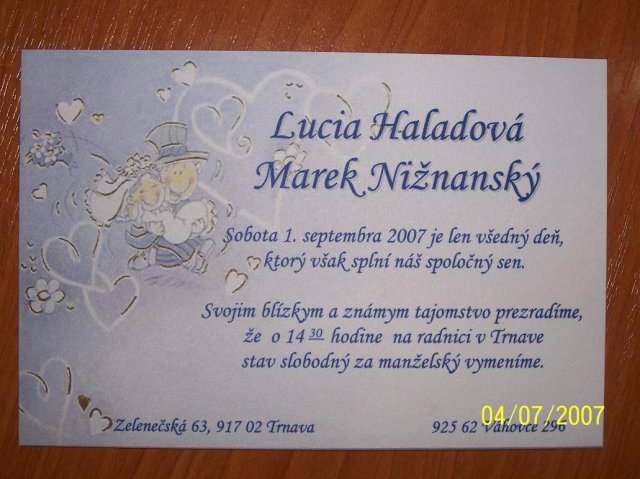 Lucia Haladová
Marek Nižnanský
Sobota 1. septembra 2007 je len všedný deň,
ktorý však splní náš spoločný sen.
Svojim blízkym a známym tajomstvo prezradíme,
že o 14 30 hodine na radnici v Trnave
stav slobodný za manželský vymeníme.
04/07/2007
Zelenečská 63, 917 02 Trnava 925 62 Váhovce 296